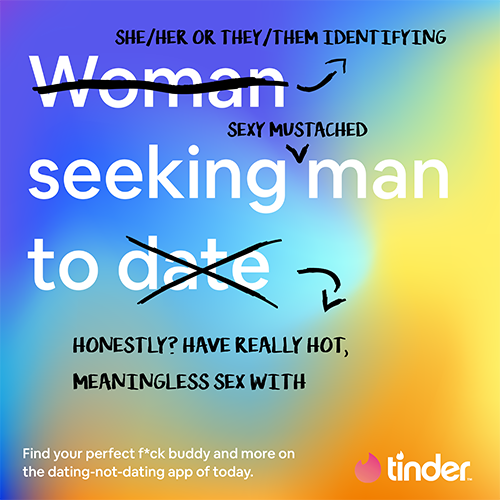 SHE/HER OR THEY/THEM IDENTIFYING
Woman
SEXY MUSTACHED
seeking man
to date
HONESTLY? HAVE REALLY HOT,
MEANINGLESS SEX WITH
Find your perfect f*ck buddy and more on
the dating-not-dating app of today.
tinder™